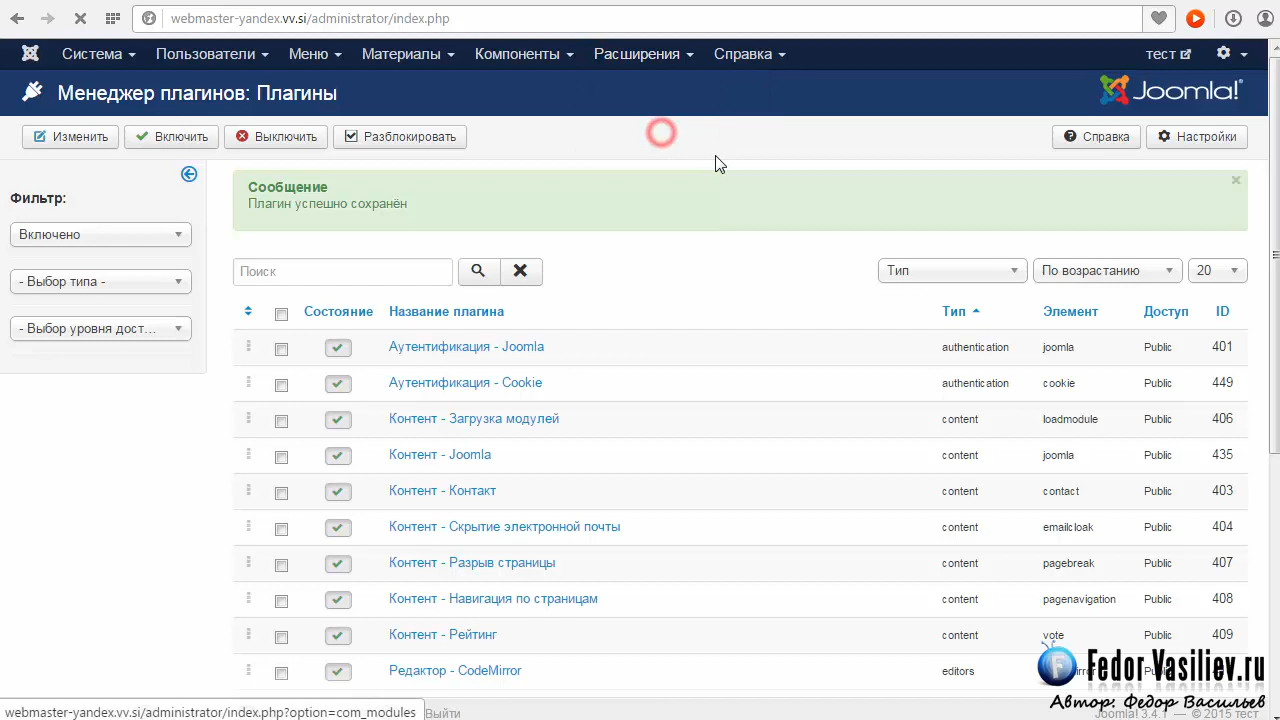 webmaster-yandex.vv.si/administrator/index.php
Система Пользователи Меню Материалы Компоненты Расширения Справка тест
Менеджер плагинов: Плагины Joomla!
Изменить Включить Выключить Разблокировать Справка Настройки
Фильтр:
Включено
- Выбор типа -
- Выбор уровня дост...
Сообщение
Плагин успешно сохранён
Поиск Тип По возрастанию 20
Состояние Название плагина Тип Элемент Доступ ID
Аутентификация - Joomla authentication joomla Public 401
Аутентификация - Cookie authentication cookie Public 449
Контент - Загрузка модулей content loadmodule Public 406
Контент - Joomla content joomla Public 435
Контент - Контакт content contact Public 403
Контент - Скрытие электронной почты content emailcloak Public 404
Контент - Разрыв страницы content pagebreak Public 407
Контент - Навигация по страницам content pagenavigation Public 408
Контент - Рейтинг content vote Public 409
Редактор - CodeMirror editors
Fedor Vasiliev.ru
Автор: Федор Васильев
webmaster-yandex.vv.si/administrator/index.php?option=com_modules Выйти Joomla! 3.4.1 — © 2015 тест